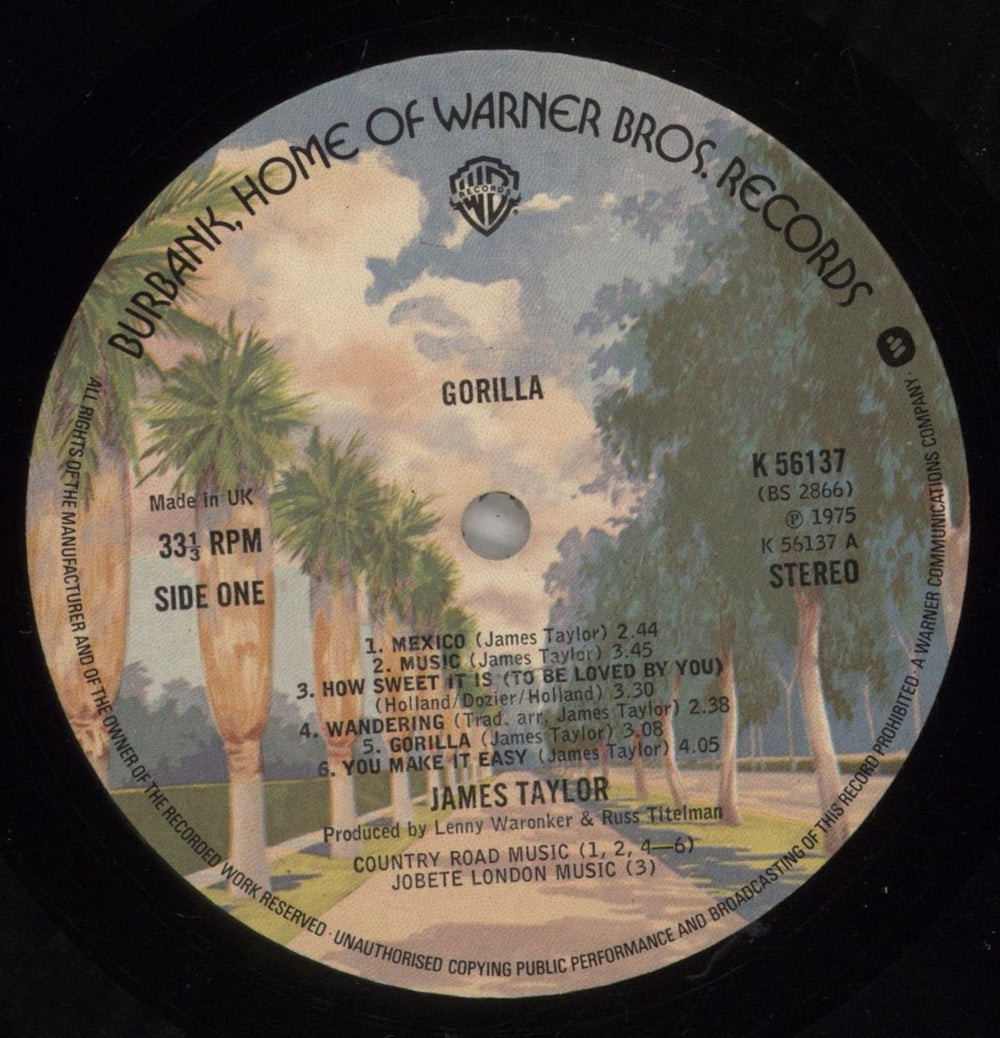 BURBANK, HOME OF WARNER BROS. RECORDS
RECORDS
GORILLA
Made in UK
33⅓ RPM
SIDE ONE
K 56137
(BS 2866)
Ⓟ 1975
K 56137 A
STEREO
1. MEXICO (James Taylor) 2.44
2. MUSIC (James Taylor) 3.45
3. HOW SWEET IT IS (TO BE LOVED BY YOU)
(Holland/Dozier/Holland) 3.30
4. WANDERING (Trad. arr. James Taylor) 2.38
5. GORILLA (James Taylor) 3.08
6. YOU MAKE IT EASY (James Taylor) 4.05
JAMES TAYLOR
Produced by Lenny Waronker & Russ Titelman
COUNTRY ROAD MUSIC (1, 2, 4—6)
JOBETE LONDON MUSIC (3)
ALL RIGHTS OF THE MANUFACTURER AND OF THE OWNER OF THE RECORDED WORK RESERVED · UNAUTHORISED COPYING PUBLIC PERFORMANCE AND BROADCASTING OF THIS RECORD PROHIBITED · A WARNER COMMUNICATIONS COMPANY ·